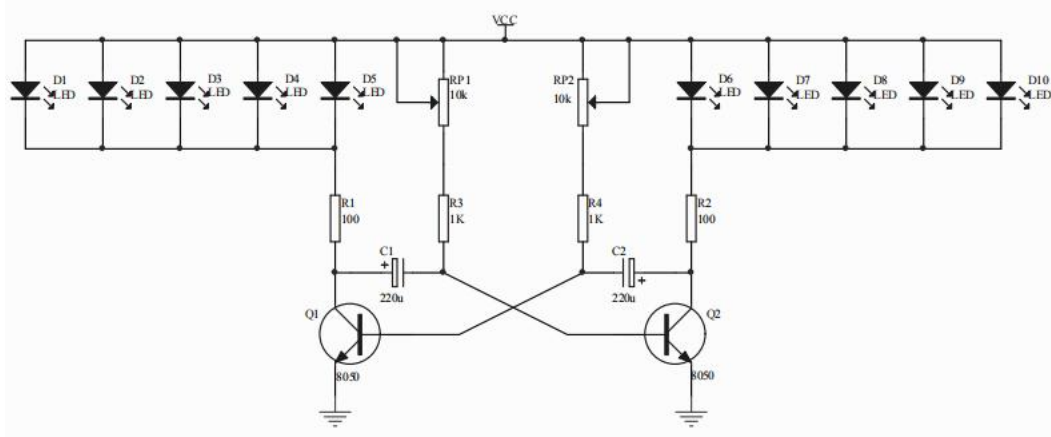 VCC
D1
LED
D2
LED
D3
LED
D4
LED
D5
LED
RP1
10k
RP2
10k
D6
LED
D7
LED
D8
LED
D9
LED
D10
LED
R1
100
R3
1K
R4
1K
R2
100
C1
+
220u
C2
+
220u
Q1
8050
Q2
8050